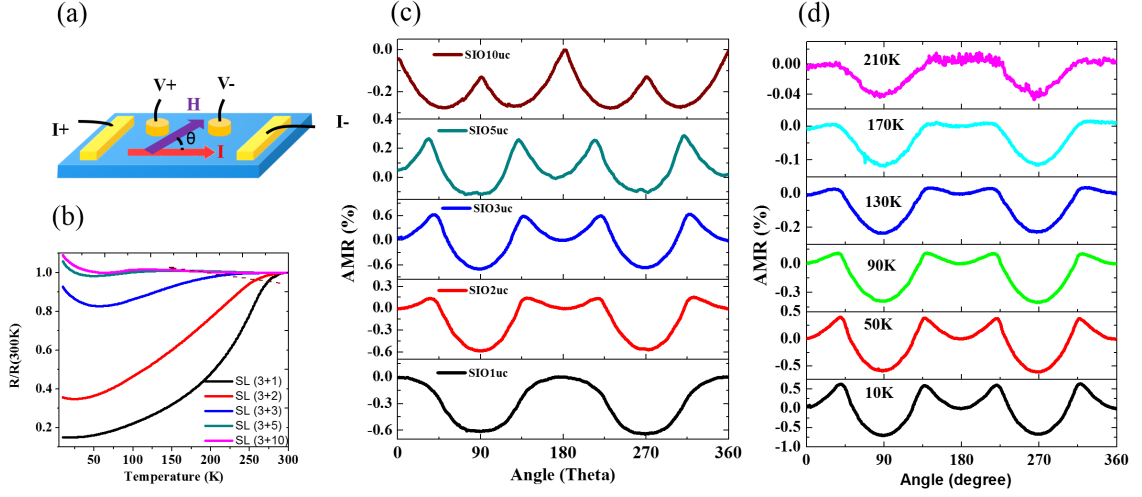 (a)
V+
V-
H
I+
I-
θ
I
(b)
R/R(300K)
1.0
0.8
0.6
0.4
0.2
SL (3+1)
SL (3+2)
SL (3+3)
SL (3+5)
SL (3+10)
50 100 150 200 250 300
Temperature (K)
(c)
AMR (%)
SIO10uc
0.0
-0.2
0.4
SIO5uc
0.2
0.0
SIO3uc
0.6
0.0
-0.6
SIO2uc
0.3
0.0
-0.3
-0.6
SIO1uc
0.0
-0.3
-0.6
0 90 180 270 360
Angle (Theta)
(d)
AMR (%)
210K
0.00
-0.04
170K
0.0
-0.1
130K
0.0
-0.2
90K
0.0
-0.3
50K
0.5
0.0
-0.5
10K
0.5
0.0
-0.5
-1.0
0 90 180 270 360
Angle (degree)